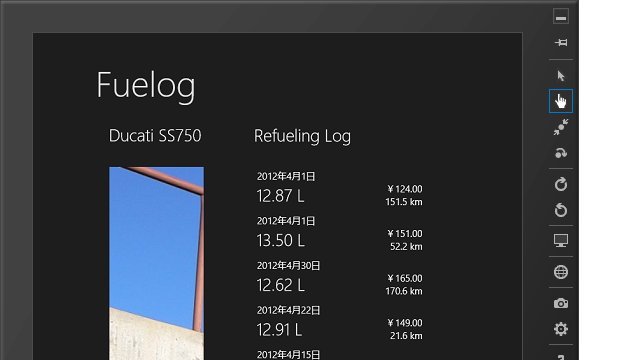 Fuelog
Ducati SS750
Refueling Log
2012年4月1日
12.87 L
¥ 124.00
151.5 km
2012年4月1日
13.50 L
¥ 151.00
52.2 km
2012年4月30日
12.62 L
¥ 165.00
170.6 km
2012年4月22日
12.91 L
¥ 149.00
21.6 km
2012年4月15日